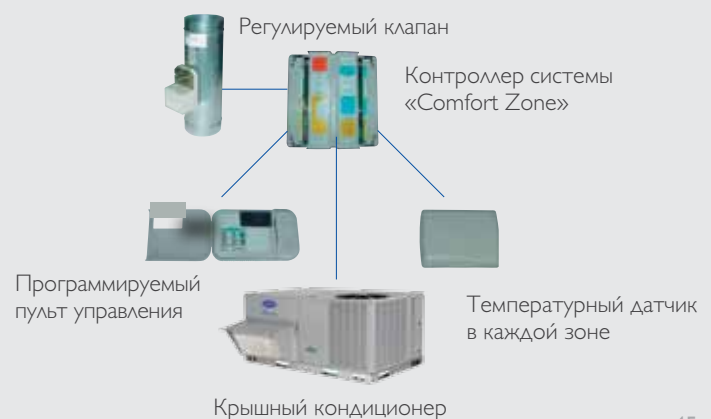 Регулируемый клапан
Контроллер системы
«Comfort Zone»
Программируемый
пульт управления
Температурный датчик
в каждой зоне
Крышный кондиционер